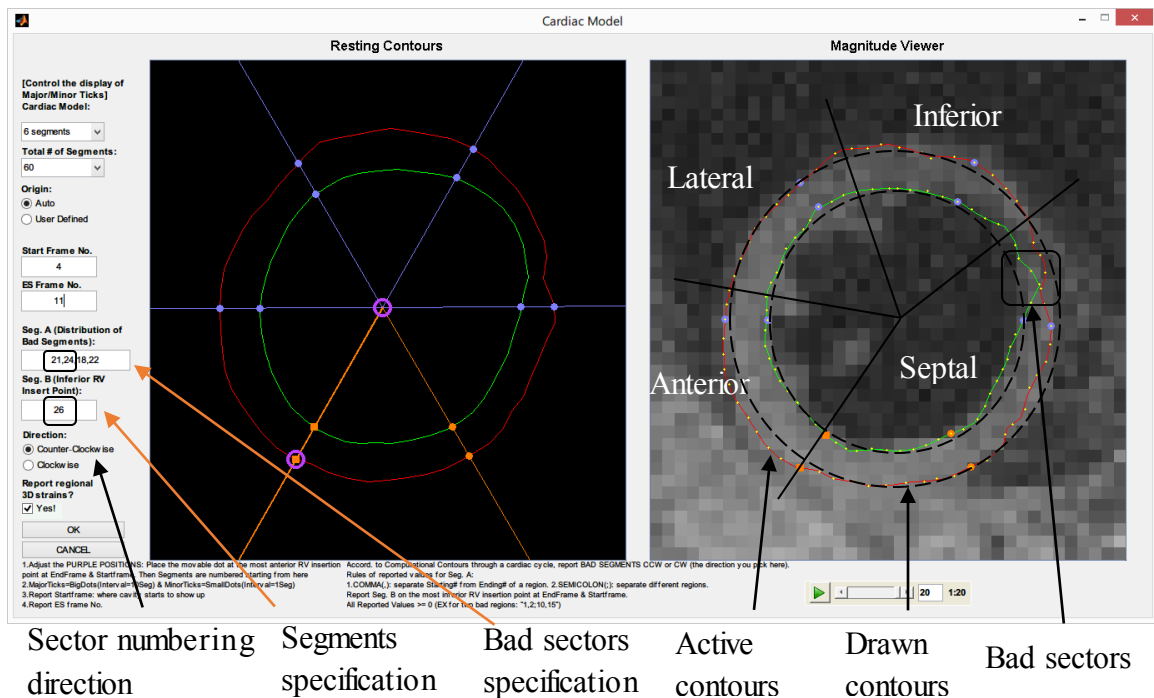 Cardiac Model
Resting Contours
Magnitude Viewer
[Control the display of
Major/Minor Ticks]
Cardiac Model:
6 segments
Total # of Segments:
60
Origin:
Auto
User Defined
Start Frame No.
4
ES Frame No.
11
Seg. A (Distribution of
Bad Segments):
21,24;18,22
Seg. B (Inferior RV
Insert Point):
26
Direction:
Counter-Clockwise
Clockwise
Report regional
3D strains?
Yes!
OK
CANCEL
Inferior
Lateral
Septal
Anterior
1.Adjust the PURPLE POSITIONS: Place the movable dot at the most anterior RV insertion
point at EndFrame & Startframe. Then Segments are numbered starting from here
2.MajorTicks=BigDots(Interval=10Seg) & MinorTicks=SmallDots(Interval=1Seg)
3.Report Startframe: where cavity starts to show up
4.Report ES frame No.
Accord. to Computational Contours through a cardiac cycle, report BAD SEGMENTS CCW or CW (the direction you pick here).
Rules of reported values for Seg. A:
1.COMMA(,): separate Starting# from Ending# of a region. 2.SEMICOLON(;): separate different regions.
Report Seg. B on the most inferior RV insertion point at EndFrame & Startframe.
All Reported Values >= 0 (EX for two bad regions: "1,2;10,15")
20
1:20
Sector numbering
direction
Segments
specification
Bad sectors
specification
Active
contours
Drawn
contours
Bad sectors